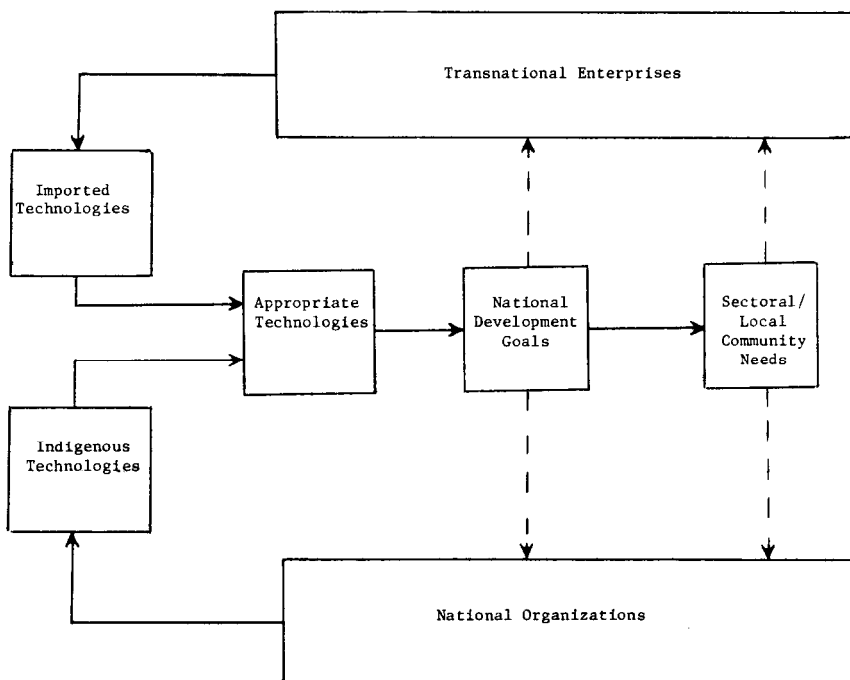 Transnational Enterprises
Imported
Technologies
Appropriate
Technologies
National
Development
Goals
Sectoral/
Local
Community
Needs
Indigenous
Technologies
National Organizations